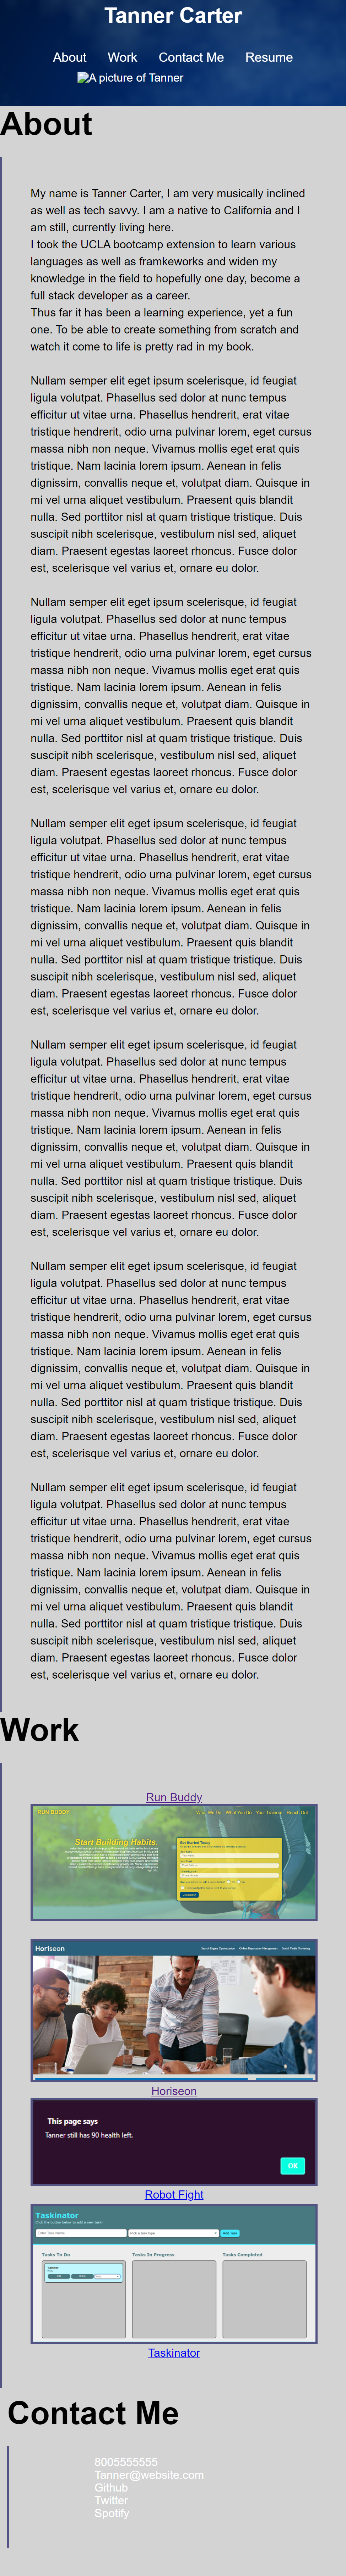 Tanner Carter
About Work Contact Me Resume
A picture of Tanner
About
My name is Tanner Carter, I am very musically inclined
as well as tech savvy. I am a native to California and I
am still, currently living here.
I took the UCLA bootcamp extension to learn various
languages as well as framkeworks and widen my
knowledge in the field to hopefully one day, become a
full stack developer as a career.
Thus far it has been a learning experience, yet a fun
one. To be able to create something from scratch and
watch it come to life is pretty rad in my book.
Nullam semper elit eget ipsum scelerisque, id feugiat
ligula volutpat. Phasellus sed dolor at nunc tempus
efficitur ut vitae urna. Phasellus hendrerit, erat vitae
tristique hendrerit, odio urna pulvinar lorem, eget cursus
massa nibh non neque. Vivamus mollis eget erat quis
tristique. Nam lacinia lorem ipsum. Aenean in felis
dignissim, convallis neque et, volutpat diam. Quisque in
mi vel urna aliquet vestibulum. Praesent quis blandit
nulla. Sed porttitor nisl at quam tristique tristique. Duis
suscipit nibh scelerisque, vestibulum nisl sed, aliquet
diam. Praesent egestas laoreet rhoncus. Fusce dolor
est, scelerisque vel varius et, ornare eu dolor.
Nullam semper elit eget ipsum scelerisque, id feugiat
ligula volutpat. Phasellus sed dolor at nunc tempus
efficitur ut vitae urna. Phasellus hendrerit, erat vitae
tristique hendrerit, odio urna pulvinar lorem, eget cursus
massa nibh non neque. Vivamus mollis eget erat quis
tristique. Nam lacinia lorem ipsum. Aenean in felis
dignissim, convallis neque et, volutpat diam. Quisque in
mi vel urna aliquet vestibulum. Praesent quis blandit
nulla. Sed porttitor nisl at quam tristique tristique. Duis
suscipit nibh scelerisque, vestibulum nisl sed, aliquet
diam. Praesent egestas laoreet rhoncus. Fusce dolor
est, scelerisque vel varius et, ornare eu dolor.
Nullam semper elit eget ipsum scelerisque, id feugiat
ligula volutpat. Phasellus sed dolor at nunc tempus
efficitur ut vitae urna. Phasellus hendrerit, erat vitae
tristique hendrerit, odio urna pulvinar lorem, eget cursus
massa nibh non neque. Vivamus mollis eget erat quis
tristique. Nam lacinia lorem ipsum. Aenean in felis
dignissim, convallis neque et, volutpat diam. Quisque in
mi vel urna aliquet vestibulum. Praesent quis blandit
nulla. Sed porttitor nisl at quam tristique tristique. Duis
suscipit nibh scelerisque, vestibulum nisl sed, aliquet
diam. Praesent egestas laoreet rhoncus. Fusce dolor
est, scelerisque vel varius et, ornare eu dolor.
Nullam semper elit eget ipsum scelerisque, id feugiat
ligula volutpat. Phasellus sed dolor at nunc tempus
efficitur ut vitae urna. Phasellus hendrerit, erat vitae
tristique hendrerit, odio urna pulvinar lorem, eget cursus
massa nibh non neque. Vivamus mollis eget erat quis
tristique. Nam lacinia lorem ipsum. Aenean in felis
dignissim, convallis neque et, volutpat diam. Quisque in
mi vel urna aliquet vestibulum. Praesent quis blandit
nulla. Sed porttitor nisl at quam tristique tristique. Duis
suscipit nibh scelerisque, vestibulum nisl sed, aliquet
diam. Praesent egestas laoreet rhoncus. Fusce dolor
est, scelerisque vel varius et, ornare eu dolor.
Nullam semper elit eget ipsum scelerisque, id feugiat
ligula volutpat. Phasellus sed dolor at nunc tempus
efficitur ut vitae urna. Phasellus hendrerit, erat vitae
tristique hendrerit, odio urna pulvinar lorem, eget cursus
massa nibh non neque. Vivamus mollis eget erat quis
tristique. Nam lacinia lorem ipsum. Aenean in felis
dignissim, convallis neque et, volutpat diam. Quisque in
mi vel urna aliquet vestibulum. Praesent quis blandit
nulla. Sed porttitor nisl at quam tristique tristique. Duis
suscipit nibh scelerisque, vestibulum nisl sed, aliquet
diam. Praesent egestas laoreet rhoncus. Fusce dolor
est, scelerisque vel varius et, ornare eu dolor.
Nullam semper elit eget ipsum scelerisque, id feugiat
ligula volutpat. Phasellus sed dolor at nunc tempus
efficitur ut vitae urna. Phasellus hendrerit, erat vitae
tristique hendrerit, odio urna pulvinar lorem, eget cursus
massa nibh non neque. Vivamus mollis eget erat quis
tristique. Nam lacinia lorem ipsum. Aenean in felis
dignissim, convallis neque et, volutpat diam. Quisque in
mi vel urna aliquet vestibulum. Praesent quis blandit
nulla. Sed porttitor nisl at quam tristique tristique. Duis
suscipit nibh scelerisque, vestibulum nisl sed, aliquet
diam. Praesent egestas laoreet rhoncus. Fusce dolor
est, scelerisque vel varius et, ornare eu dolor.
Work
Run Buddy
RUN BUDDY What We Do What You Do Your Trainers Reach Out
Start Building Habits.
Get Started Today
Horiseon Search Engine Optimization Online Reputation Management Social Media Marketing
Horiseon
This page says
Tanner still has 90 health left.
OK
Robot Fight
Taskinator
Click the button below to add a new task!
Enter Task Name Pick a task type Add Task
Tasks To Do Tasks In Progress Tasks Completed
Tanner
Taskinator
Contact Me
8005555555
Tanner@website.com
Github
Twitter
Spotify